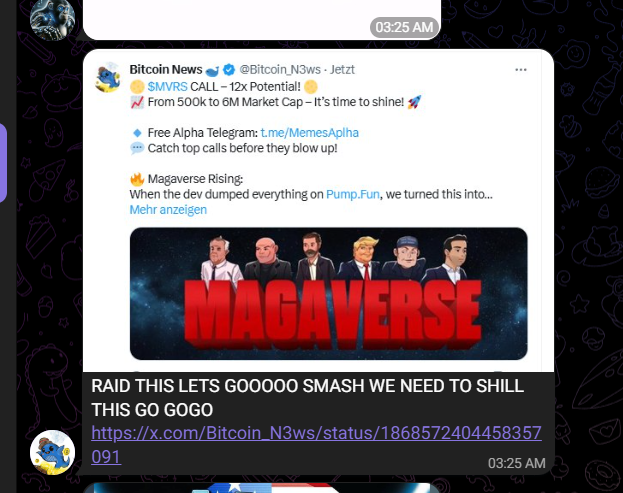 03:25 AM
Bitcoin News @Bitcoin_N3ws · Jetzt
$MVRS CALL – 12x Potential!
From 500k to 6M Market Cap – It's time to shine!
Free Alpha Telegram: t.me/MemesAplha
Catch top calls before they blow up!
Magaverse Rising:
When the dev dumped everything on Pump.Fun, we turned this into...
Mehr anzeigen
MAGAVERSE
RAID THIS LETS GOOOOO SMASH WE NEED TO SHILL
THIS GO GOGO
https://x.com/Bitcoin_N3ws/status/1868572404458357
091
03:25 AM